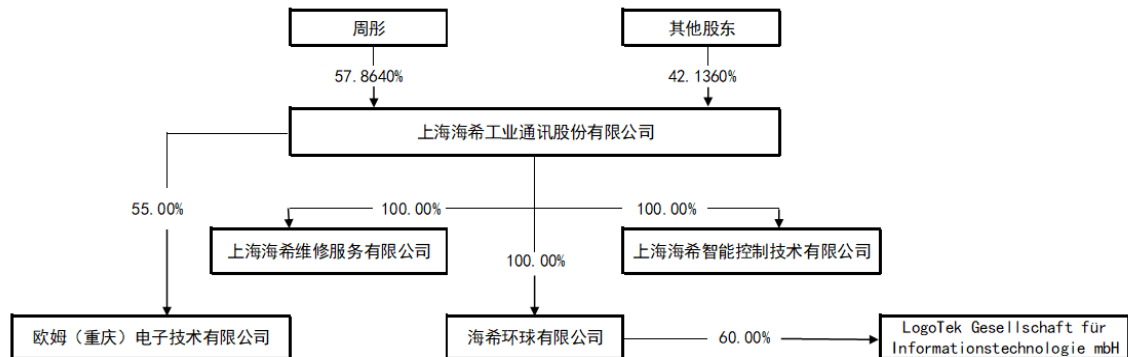 周彤
其他股东
57.8640%
42.1360%
上海海希工业通讯股份有限公司
55.00%
100.00%
100.00%
上海海希维修服务有限公司
上海海希智能控制技术有限公司
100.00%
欧姆（重庆）电子技术有限公司
海希环球有限公司
60.00%
LogoTek Gesellschaft für
Informationstechnologie mbH